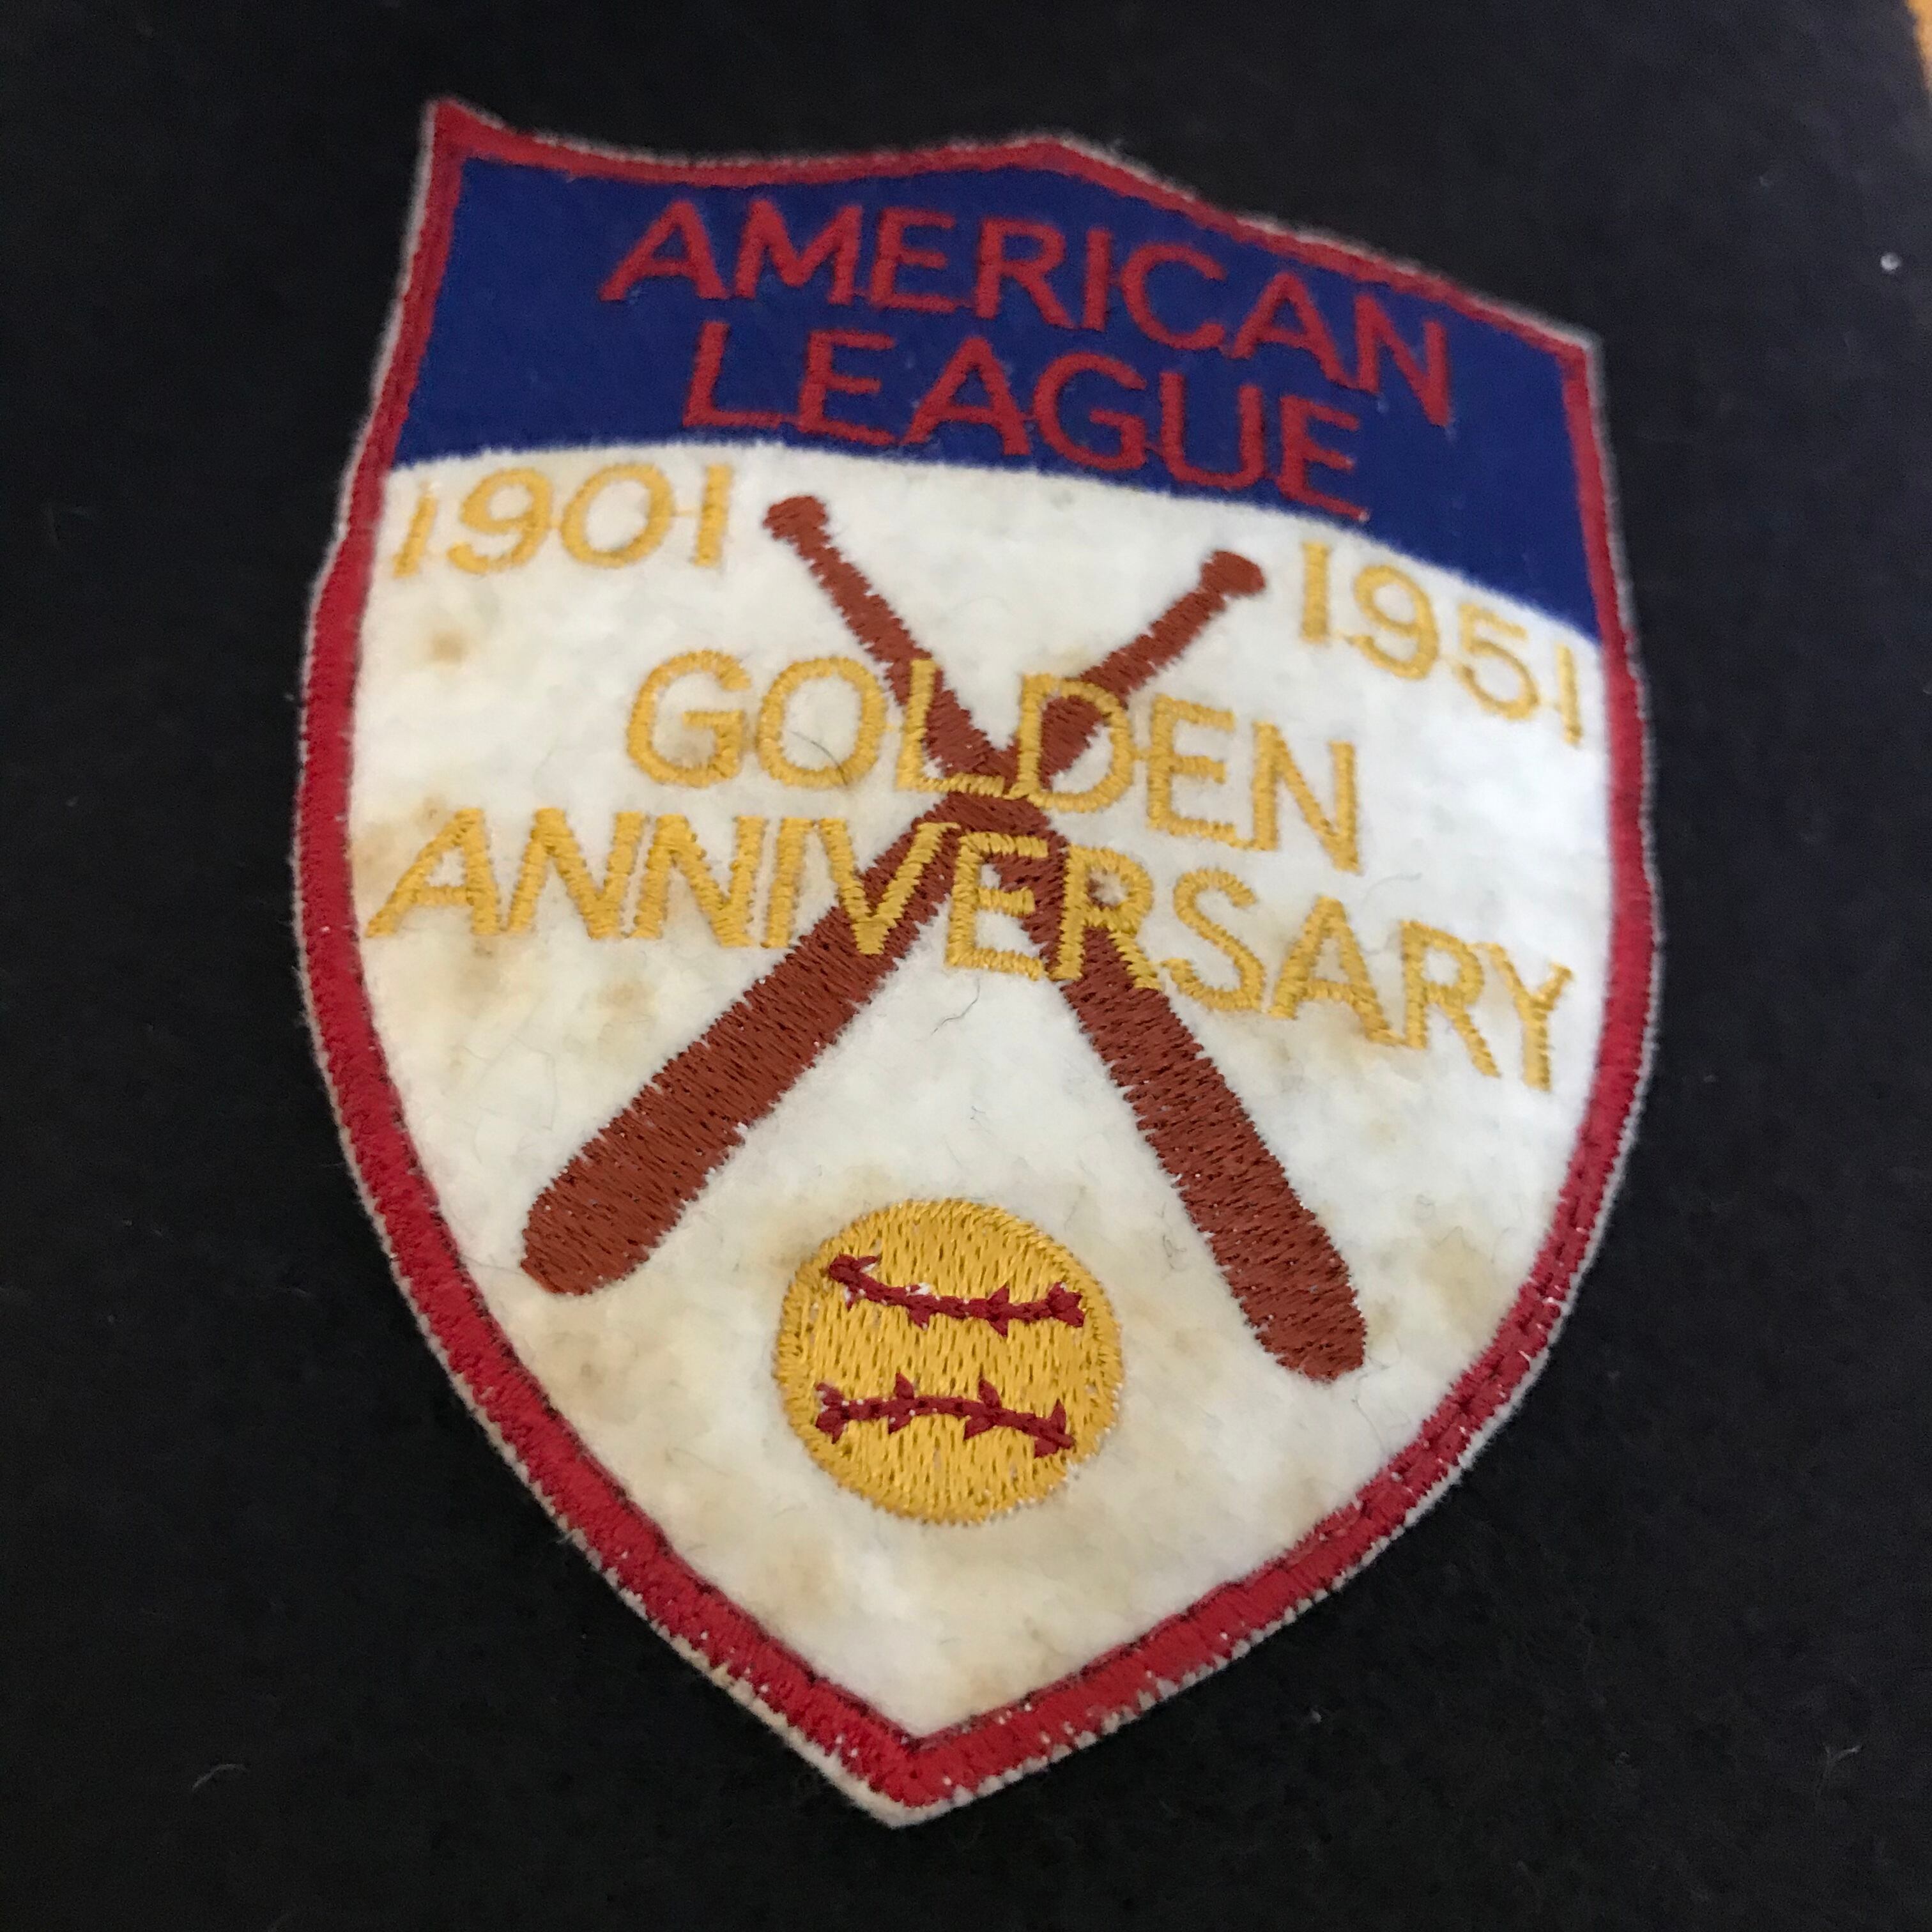 AMERICAN
LEAGUE
1901 1951
GOLDEN
ANNIVERSARY